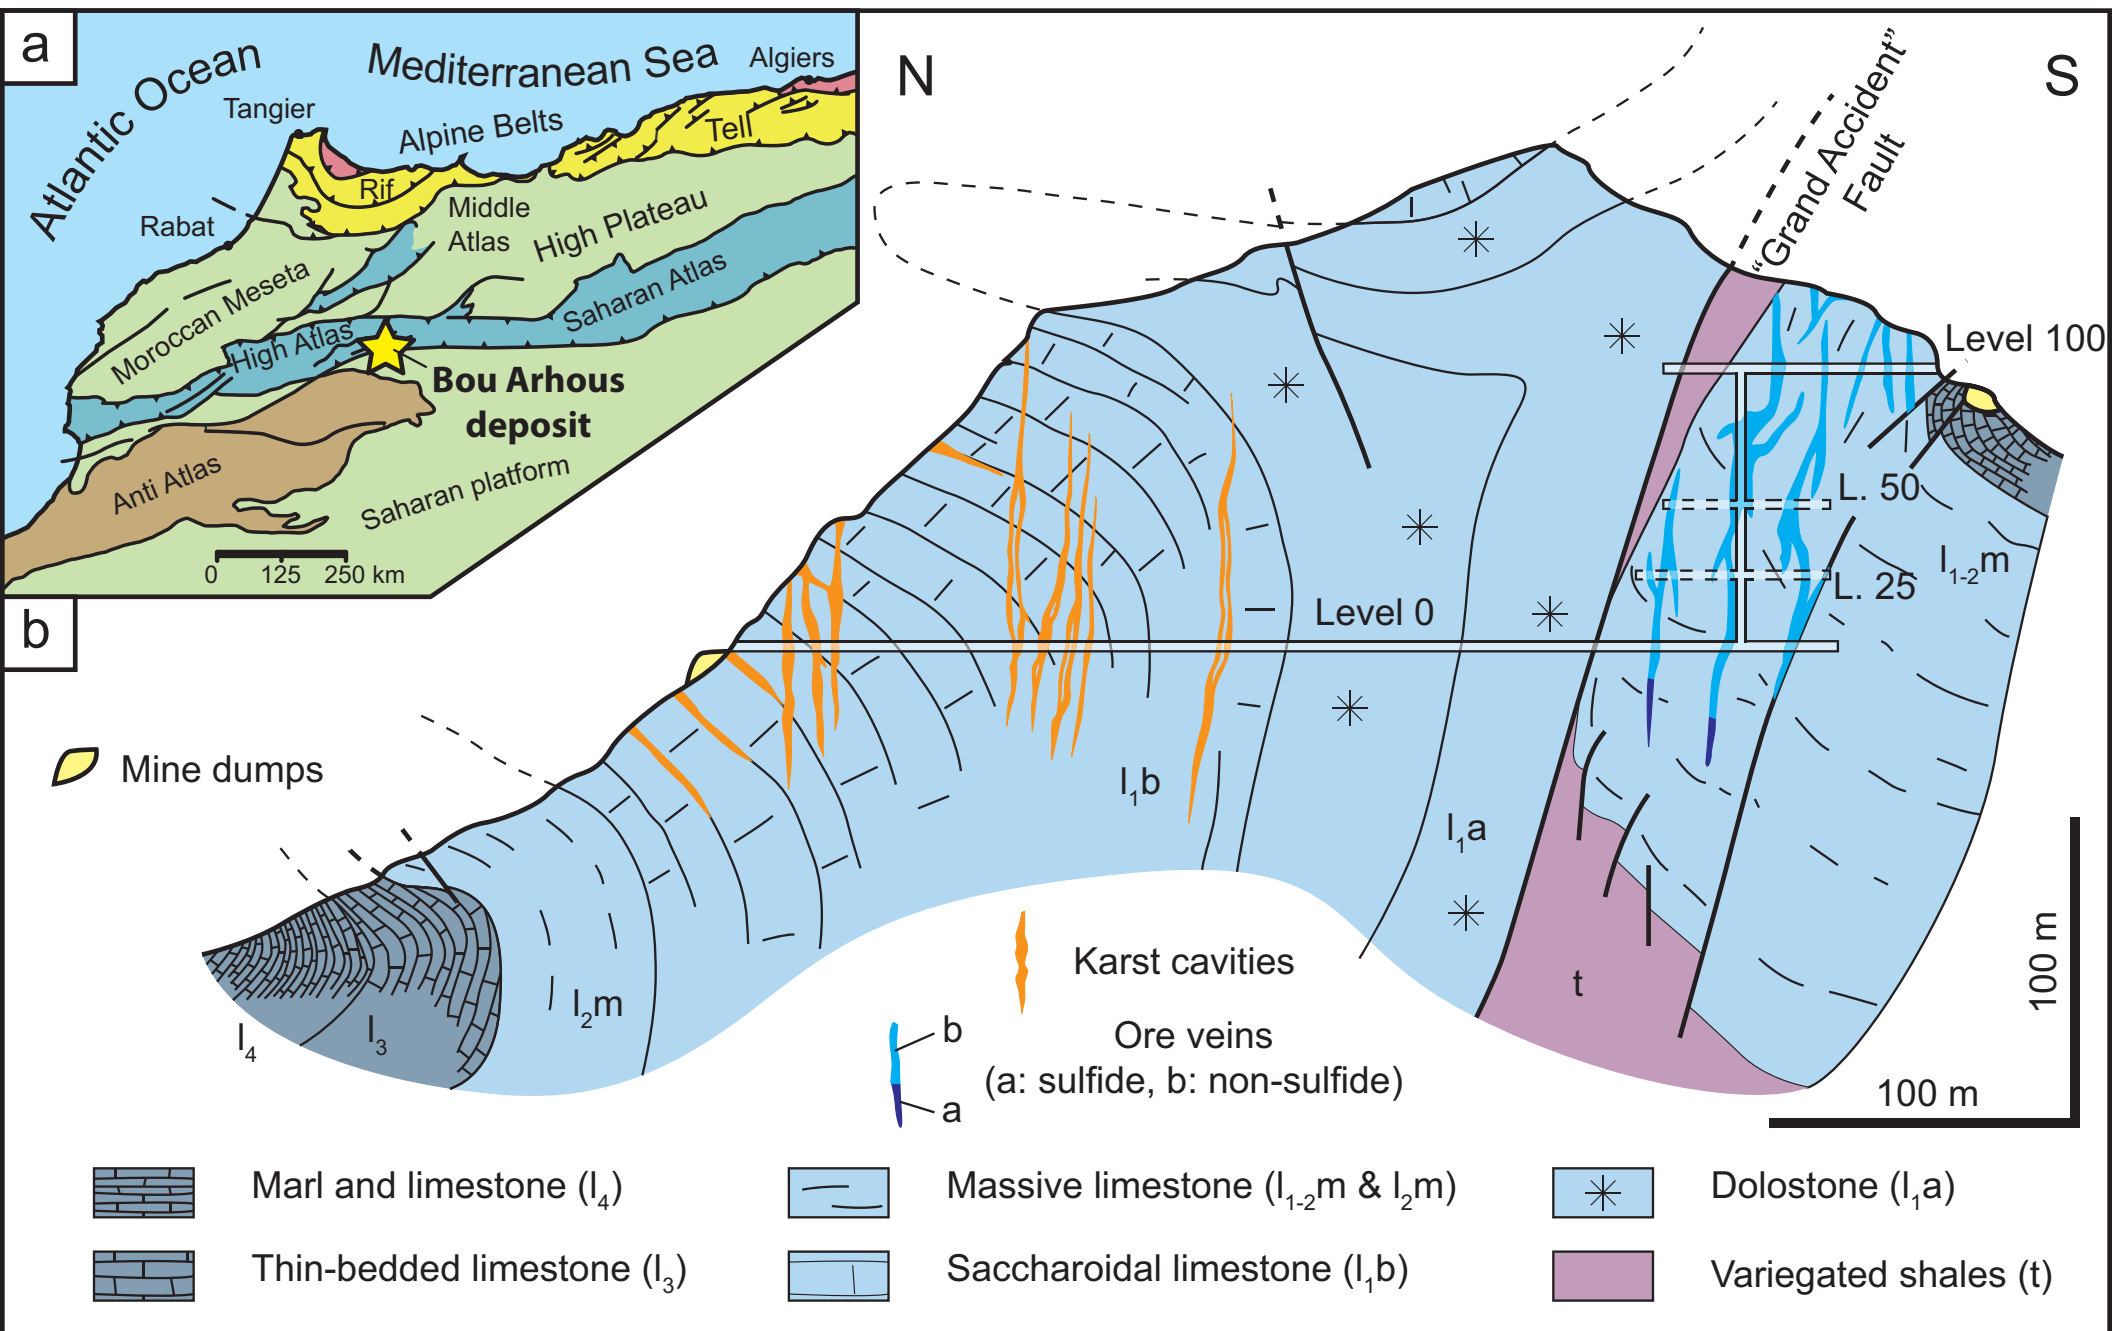 a
Atlantic Ocean
Mediterranean Sea
Algiers
Tangier
Alpine Belts
Tell
Rif
Rabat
Middle
Atlas
High Plateau
Moroccan Meseta
High Atlas
Saharan Atlas
Bou Arhous
deposit
Anti Atlas
Saharan platform
0 125 250 km
b
N
S
"Grand Accident"
Fault
Level 100
L. 50
L. 25
l1-2m
Level 0
l1b
l1a
t
l2m
l3
l4
Mine dumps
Karst cavities
b
a
Ore veins
(a: sulfide, b: non-sulfide)
100 m
100 m
Marl and limestone (l4)
Massive limestone (l1-2m & l2m)
Dolostone (l1a)
Thin-bedded limestone (l3)
Saccharoidal limestone (l1b)
Variegated shales (t)